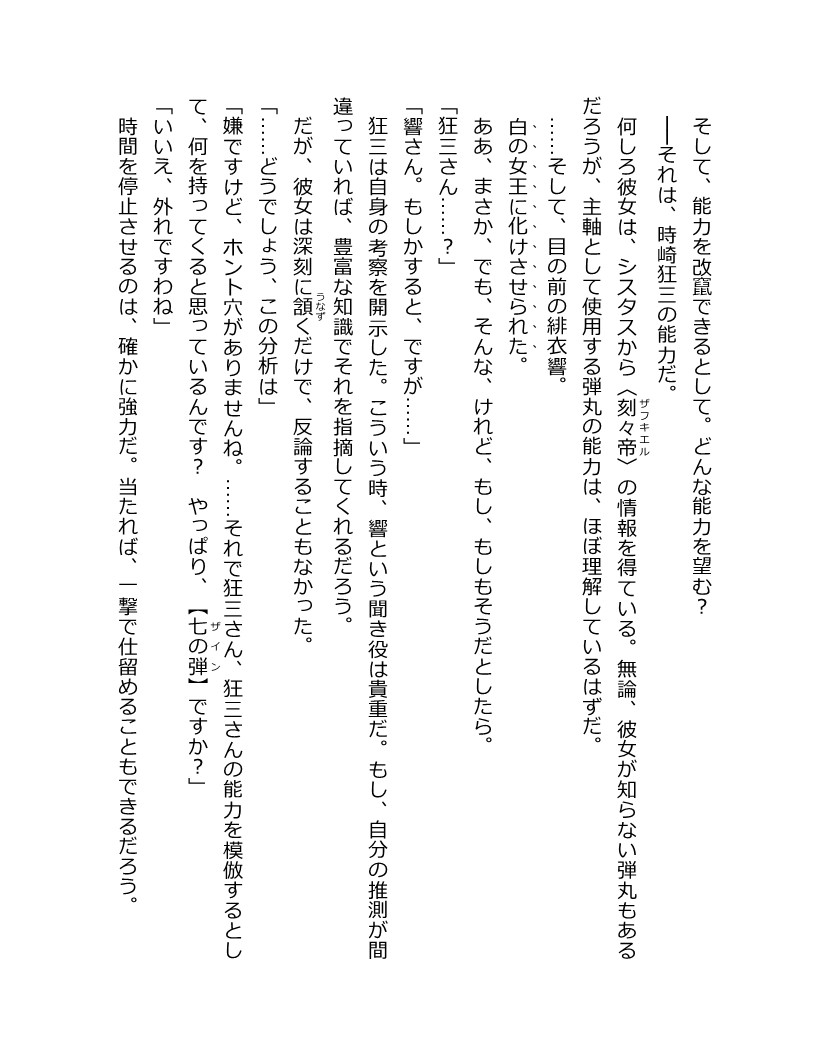 そして、能力を改竄できるとして。どんな能力を望む？
――それは、時崎狂三の能力だ。
何しろ彼女は、シスタスから〈刻々帝〉の情報を得ている。無論、彼女が知らない弾丸もある
ザフキエル
だろうが、主軸として使用する弾丸の能力は、ほぼ理解しているはずだ。
……そして、目の前の緋衣響。
白の女王に化けさせられた。
ああ、まさか、でも、そんな、けれど、もし、もしもそうだとしたら。
「狂三さん……？」
「響さん。もしかすると、ですが……」
狂三は自身の考察を開示した。こういう時、響という聞き役は貴重だ。もし、自分の推測が間
違っていれば、豊富な知識でそれを指摘してくれるだろう。
だが、彼女は深刻に頷くだけで、反論することもなかった。
うなず
「……どうでしょう、この分析は」
「嫌ですけど、ホント穴がありませんね。……それで狂三さん、狂三さんの能力を模倣するとし
て、何を持ってくると思っているんです？　やっぱり、【七の弾】ですか？」
ザイン
「いいえ、外れですわね」
時間を停止させるのは、確かに強力だ。当たれば、一撃で仕留めることもできるだろう。